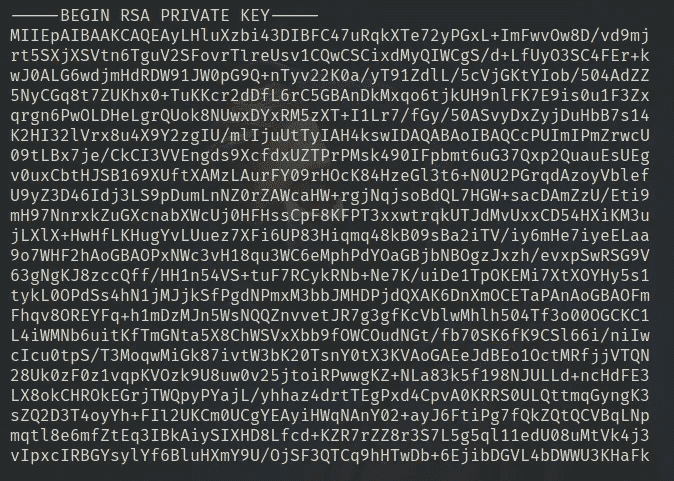 -----BEGIN RSA PRIVATE KEY-----
MIIEpAIBAAKCAQEAyLHluXzbi43DIBFC47uRqkXTe72yPGxL+ImFwvOw8D/vd9mj
rt5SXjXSVtn6TguV2SFovrTlreUsv1CQwCSCixdMyQIWCgS/d+LfUyO3SC4FEr+k
wJ0ALG6wdjmHdRDW91JW0pG9Q+nTyv22K0a/yT91ZdlL/5cVjGKtYIob/504AdZZ
5NyCGq8t7ZUKhx0+TuKKcr2dDfL6rC5GBAnDkMxqo6tjkUH9nlFK7E9is0u1F3Zx
qrgn6PwOLDHeLgrQUok8NUwxDYxRM5zXT+I1Lr7/fGy/50ASvyDxZyjDuHbB7s14
K2HI32lVrx8u4X9Y2zgIU/mlIjuUtTyIAH4kswIDAQABAoIBAQCcPUImIPmZrwcU
09tLBx7je/CkCI3VVEngds9XcfdxUZTPrPMsk490IFpbmt6uG37Qxp2QuauEsUEg
v0uxCbtHJSB169XUftXAMzLAurFY09rHOcK84HzeGl3t6+N0U2PGrqdAzoyVblef
U9yZ3D46Idj3LS9pDumLnNZ0rZAWcaHW+rgjNqjsoBdQL7HGW+sacDAmZzU/Eti9
mH97NnrxkZuGXcnabXWcUj0HFHssCpF8KFPT3xxwtrqkUTJdMvUxxCD54HXiKM3u
jLXlX+HwHfLKHugYvLUuez7XFi6UP83Hiqmq48kB09sBa2iTV/iy6mHe7iyeELaa
9o7WHF2hAoGBAOPxNWc3vH18qu3WC6eMphPdYOaGBjbNBOgzJxzh/evxpSwRSG9V
63gNgKJ8zccQff/HH1n54VS+tuF7RCykRNb+Ne7K/uiDe1TpOKEMi7XtXOYHy5s1
tykL0OPdSs4hN1jMJjkSfPgdNPmxM3bbJMHDPjdQXAK6DnXmOCETaPAnAoGBAOFm
Fhqv8OREYFq+h1mDzMJn5WsNQQZnvvetJR7g3gfKcVblwMhlh504Tf3o00OGCKC1
L4iWMNb6uitKfTmGNta5X8ChWSVxXbb9fOWCOudNGt/fb70SK6fK9CSl66i/niIw
cIcu0tpS/T3MoqwMiGk87ivtW3bK20TsnY0tX3KVAoGAEeJdBEo1OctMRfjjVTQN
28Uk0zF0z1vqpKVOzk9U8uw0v25jtoiRPwwgKZ+NLa83k5f198NJULLd+ncHdFE3
LX8okCHROkEGrjTWQpyPYajL/yhhaz4drtTEgPxd4CpvA0KRRS0ULQttmqGyngK3
sZQ2D3T4oyYh+FIl2UKCm0UCgYEAyiHWqNAnY02+ayJ6FtiPg7fQkZQtQCVBqLNp
mqtl8e6mfZtEq3IBkAiySIXHD8Lfcd+KZR7rZZ8r3S7L5g5ql11edU08uMtVk4j3
vIpxcIRBGYsylYf6BluHXmY9U/OjSF3QTCq9hHTwDb+6EjibDGVL4bDWWU3KHaFk